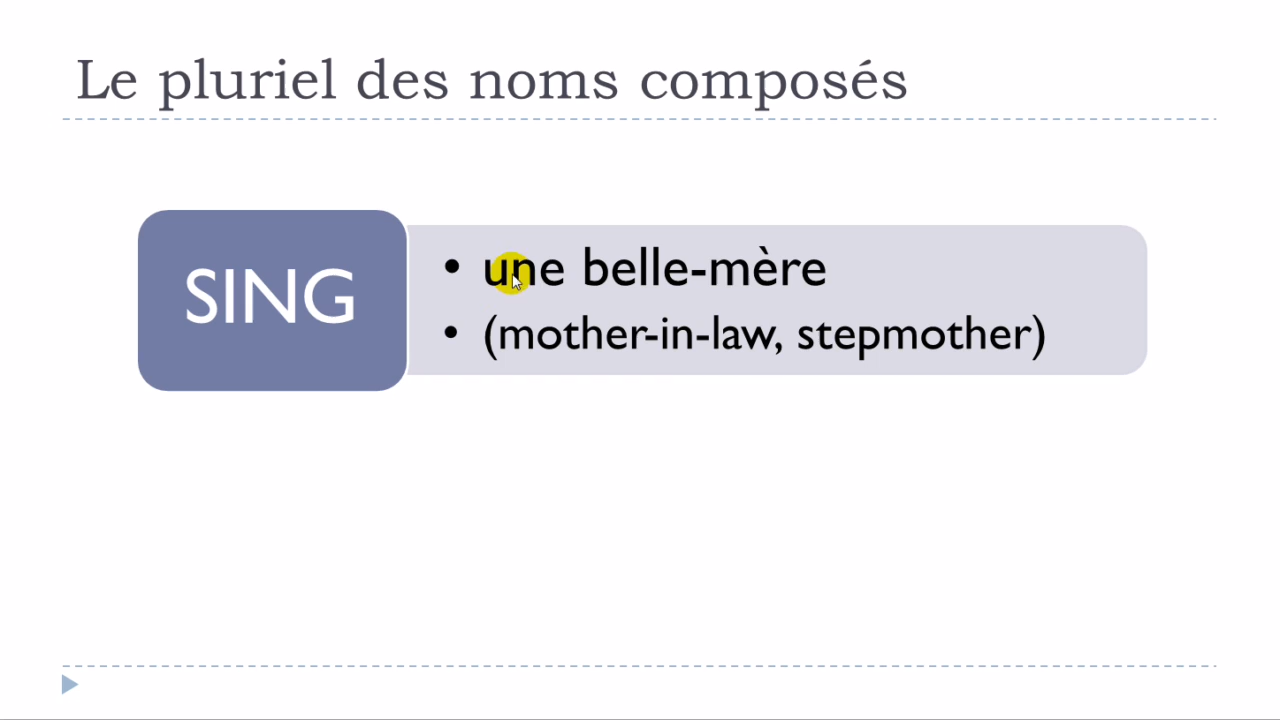 Le pluriel des noms composés
SING
• une belle-mère
• (mother-in-law, stepmother)